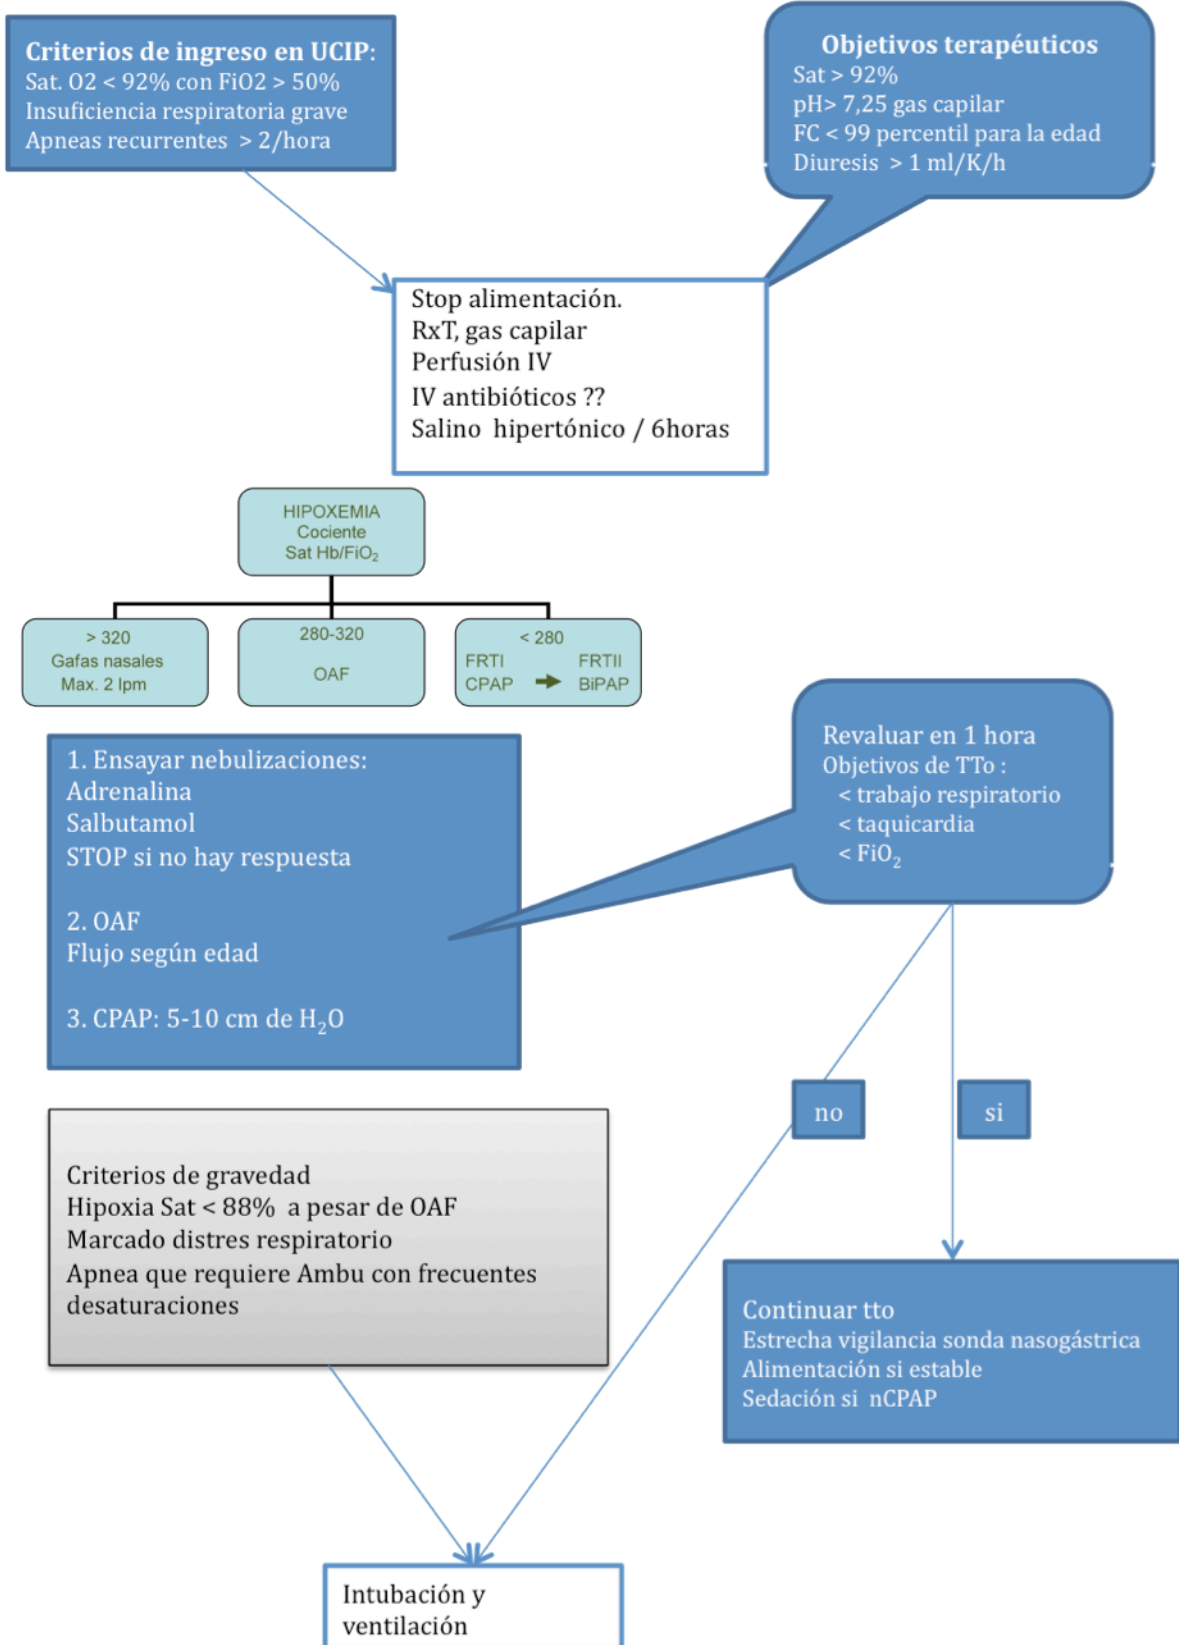 Criterios de ingreso en UCIP:
Sat. O2 < 92% con FiO2 > 50%
Insuficiencia respiratoria grave
Apneas recurrentes > 2/hora
Objetivos terapéuticos
Sat > 92%
pH> 7,25 gas capilar
FC < 99 percentil para la edad
Diuresis > 1 ml/K/h
Stop alimentación.
RxT, gas capilar
Perfusión IV
IV antibióticos ??
Salino hipertónico / 6horas
HIPOXEMIA
Cociente
Sat Hb/FiO₂
> 320
Gafas nasales
Max. 2 lpm
280-320
OAF
< 280
FRTI FRTII
CPAP → BiPAP
1. Ensayar nebulizaciones:
Adrenalina
Salbutamol
STOP si no hay respuesta
2. OAF
Flujo según edad
3. CPAP: 5-10 cm de H₂O
Revaluar en 1 hora
Objetivos de TTo :
< trabajo respiratorio
< taquicardia
< FiO₂
no
si
Criterios de gravedad
Hipoxia Sat < 88% a pesar de OAF
Marcado distres respiratorio
Apnea que requiere Ambu con frecuentes
desaturaciones
Continuar tto
Estrecha vigilancia sonda nasogástrica
Alimentación si estable
Sedación si nCPAP
Intubación y
ventilación